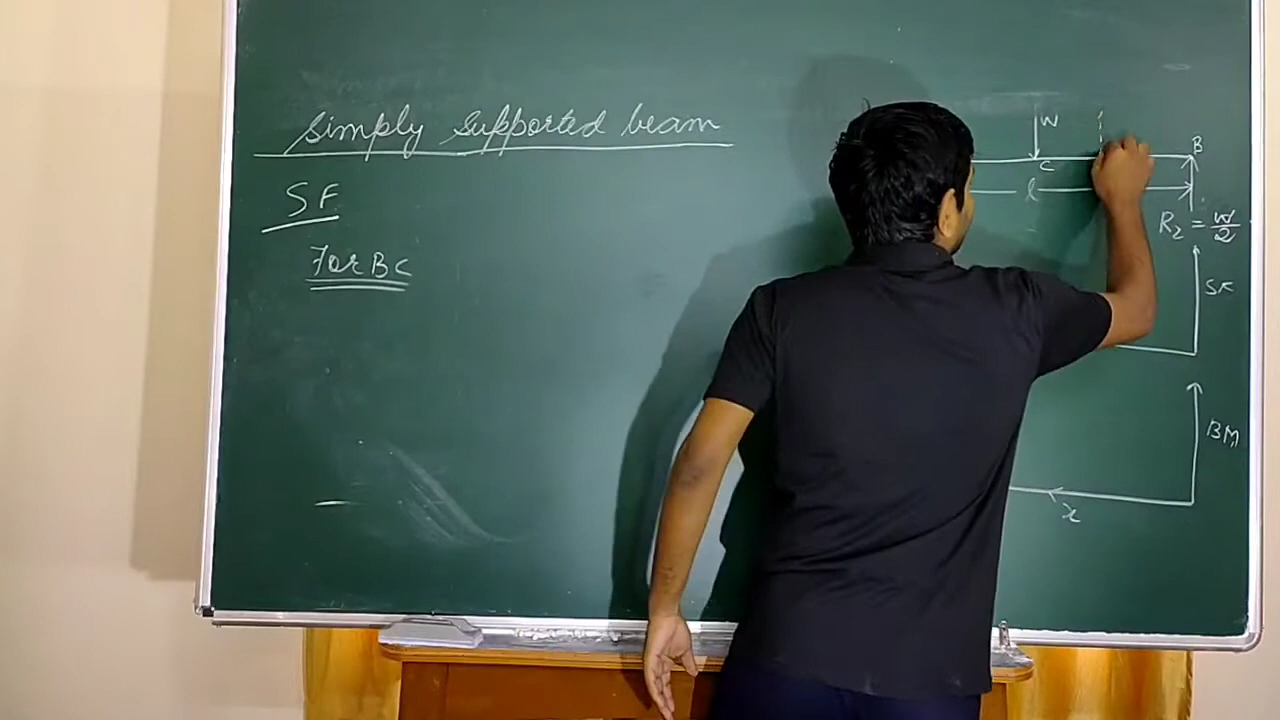 simply supported beam
SF
For BC
W
B
C
l
R₂ = W/2
SF
BM
x